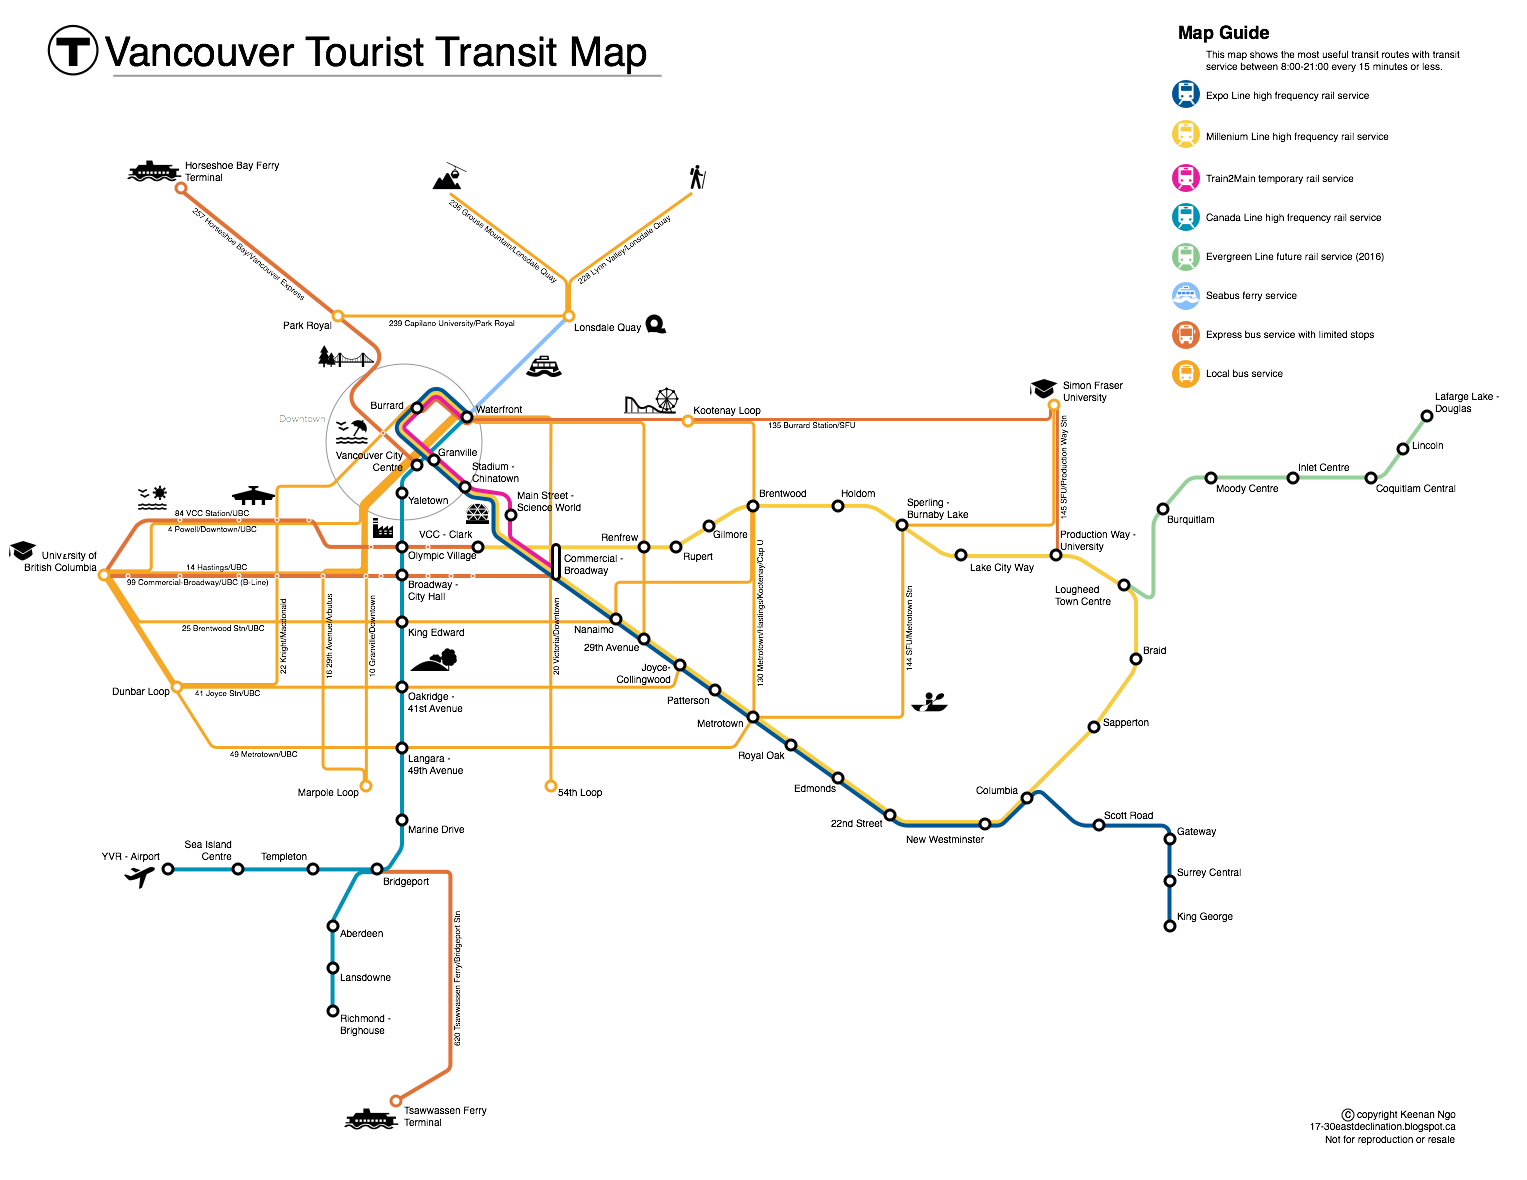 T Vancouver Tourist Transit Map
Map Guide
This map shows the most useful transit routes with transit
service between 8:00-21:00 every 15 minutes or less.
Expo Line high frequency rail service
Millenium Line high frequency rail service
Train2Main temporary rail service
Canada Line high frequency rail service
Evergreen Line future rail service (2016)
Seabus ferry service
Express bus service with limited stops
Local bus service
Horseshoe Bay Ferry
Terminal
257 Horseshoe Bay/Vancouver Express
236 Grouse Mountain/Lonsdale Quay
228 Lynn Valley/Lonsdale Quay
Park Royal
239 Capilano University/Park Royal
Lonsdale Quay
Downtown
Burrard
Waterfront
Vancouver City
Centre
Granville
Stadium -
Chinatown
Yaletown
Main Street -
Science World
Kootenay Loop
135 Burrard Station/SFU
Simon Fraser
University
145 SFU/Production Way Stn
Lafarge Lake -
Douglas
Lincoln
Coquitlam Central
Inlet Centre
Moody Centre
Burquitlam
Brentwood
Holdom
Sperling -
Burnaby Lake
Gilmore
Renfrew
Rupert
Lake City Way
Production Way -
University
Lougheed
Town Centre
Braid
Sapperton
84 VCC Station/UBC
4 Powell/Downtown/UBC
VCC - Clark
Olympic Village
University of
British Columbia
14 Hastings/UBC
99 Commercial-Broadway/UBC (B-Line)
Commercial -
Broadway
Broadway -
City Hall
25 Brentwood Stn/UBC
King Edward
22 Knight/Macdonald
16 29th Avenue/Arbutus
10 Granville/Downtown
20 Victoria/Downtown
130 Metrotown/Hastings/Kootenay/Cap U
144 SFU/Metrotown Stn
Nanaimo
29th Avenue
Joyce-
Collingwood
Patterson
Metrotown
Royal Oak
Edmonds
22nd Street
New Westminster
Columbia
Scott Road
Gateway
Surrey Central
King George
Dunbar Loop
41 Joyce Stn/UBC
Oakridge -
41st Avenue
49 Metrotown/UBC
Langara -
49th Avenue
Marpole Loop
54th Loop
Marine Drive
YVR - Airport
Sea Island
Centre
Templeton
Bridgeport
Aberdeen
Lansdowne
Richmond -
Brighouse
620 Tsawwassen Ferry/Bridgeport Stn
Tsawwassen Ferry
Terminal
© copyright Keenan Ngo
17-30eastdeclination.blogspot.ca
Not for reproduction or resale